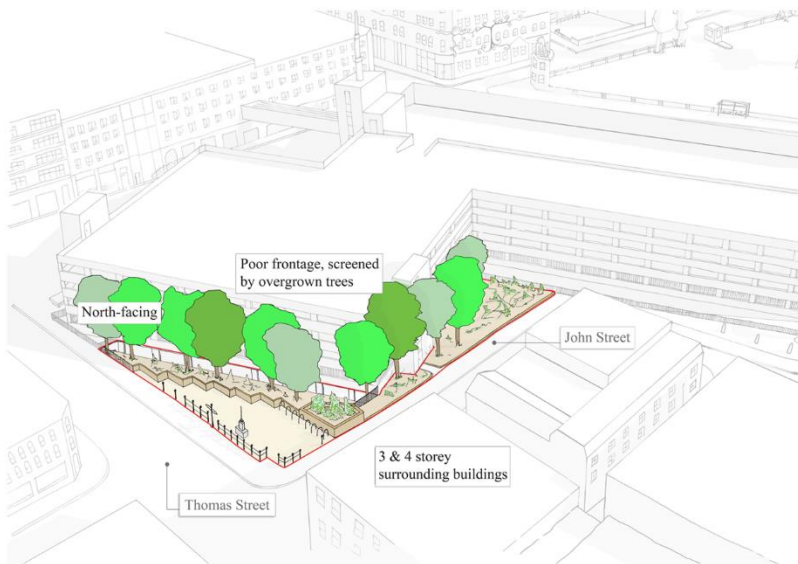 Poor frontage, screened
by overgrown trees
North-facing
John Street
3 & 4 storey
surrounding buildings
Thomas Street